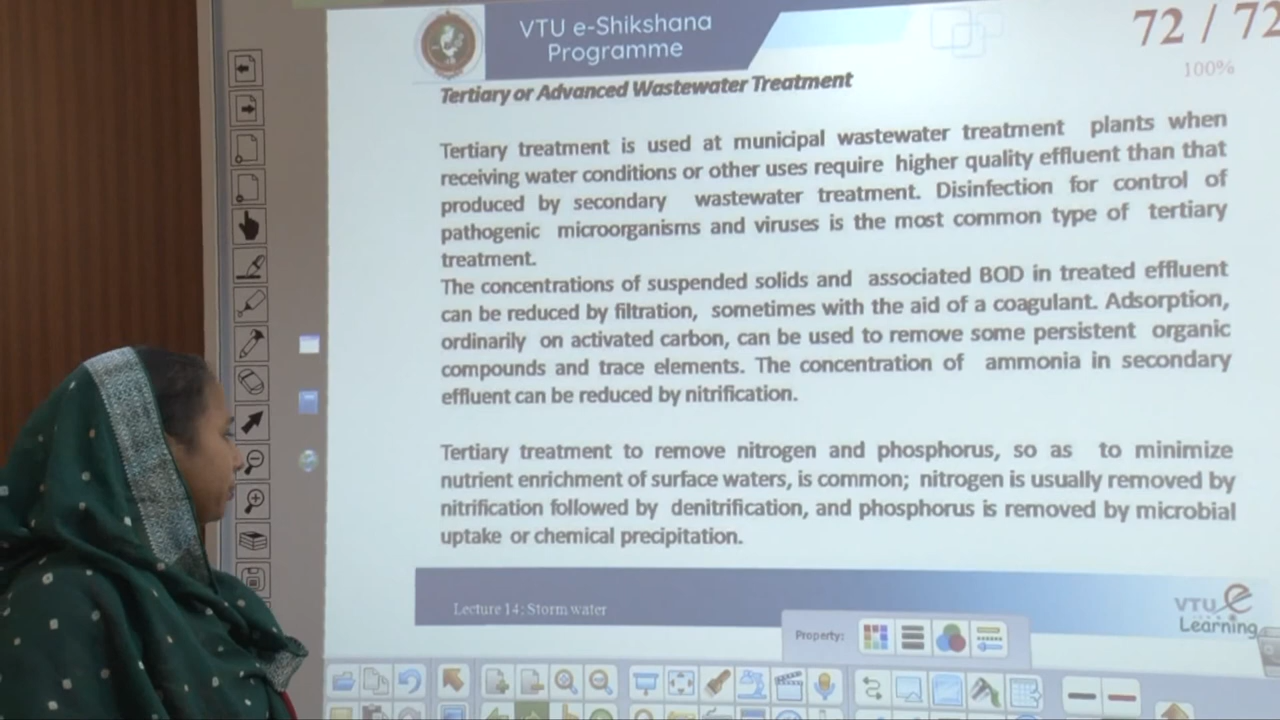 VTU e-Shikshana
Programme
72 / 72
100%
Tertiary or Advanced Wastewater Treatment
Tertiary treatment is used at municipal wastewater treatment plants when
receiving water conditions or other uses require higher quality effluent than that
produced by secondary wastewater treatment. Disinfection for control of
pathogenic microorganisms and viruses is the most common type of tertiary
treatment.
The concentrations of suspended solids and associated BOD in treated effluent
can be reduced by filtration, sometimes with the aid of a coagulant. Adsorption,
ordinarily on activated carbon, can be used to remove some persistent organic
compounds and trace elements. The concentration of ammonia in secondary
effluent can be reduced by nitrification.
Tertiary treatment to remove nitrogen and phosphorus, so as to minimize
nutrient enrichment of surface waters, is common; nitrogen is usually removed by
nitrification followed by denitrification, and phosphorus is removed by microbial
uptake or chemical precipitation.
Lecture 14: Storm water
VTU e
Learning
Property: